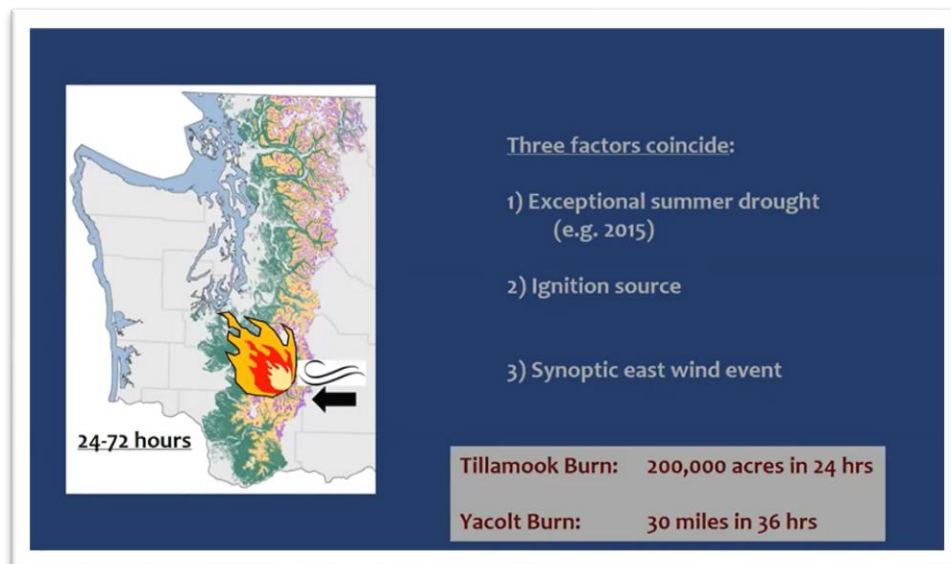 Three factors coincide:
1) Exceptional summer drought
(e.g. 2015)
2) Ignition source
3) Synoptic east wind event
24-72 hours
Tillamook Burn: 200,000 acres in 24 hrs
Yacolt Burn: 30 miles in 36 hrs